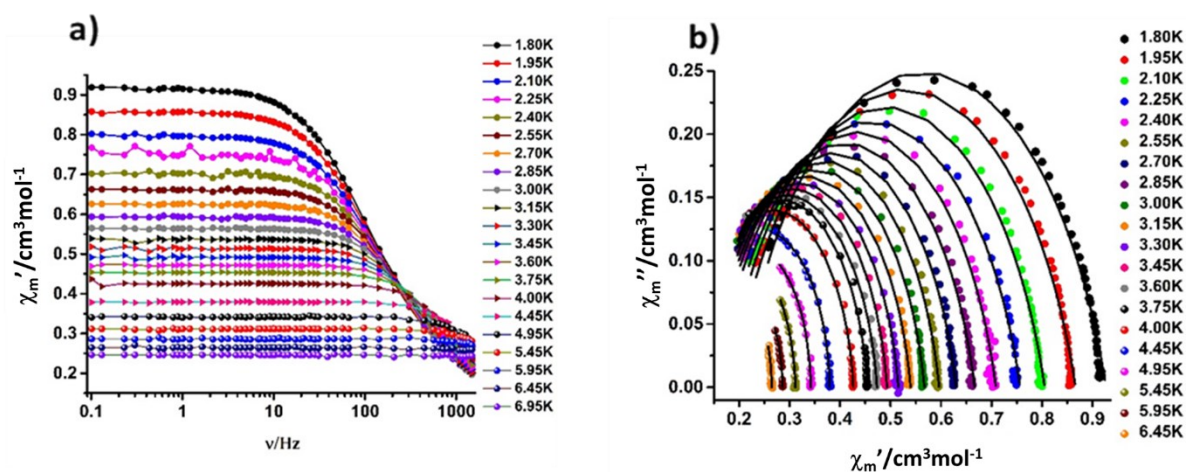 a)
χm'/cm³mol⁻¹
0.9
0.8
0.7
0.6
0.5
0.4
0.3
0.2
0.1 1 10 100 1000
ν/Hz
1.80K
1.95K
2.10K
2.25K
2.40K
2.55K
2.70K
2.85K
3.00K
3.15K
3.30K
3.45K
3.60K
3.75K
4.00K
4.45K
4.95K
5.45K
5.95K
6.45K
6.95K
b)
χm''/cm³mol⁻¹
0.25
0.20
0.15
0.10
0.05
0.00
0.2 0.3 0.4 0.5 0.6 0.7 0.8 0.9
χm'/cm³mol⁻¹
1.80K
1.95K
2.10K
2.25K
2.40K
2.55K
2.70K
2.85K
3.00K
3.15K
3.30K
3.45K
3.60K
3.75K
4.00K
4.45K
4.95K
5.45K
5.95K
6.45K